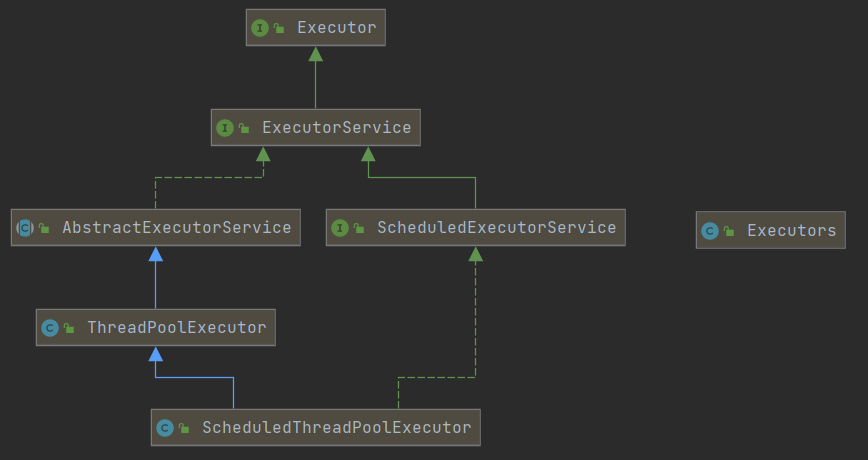 Executor
ExecutorService
AbstractExecutorService
ScheduledExecutorService
Executors
ThreadPoolExecutor
ScheduledThreadPoolExecutor